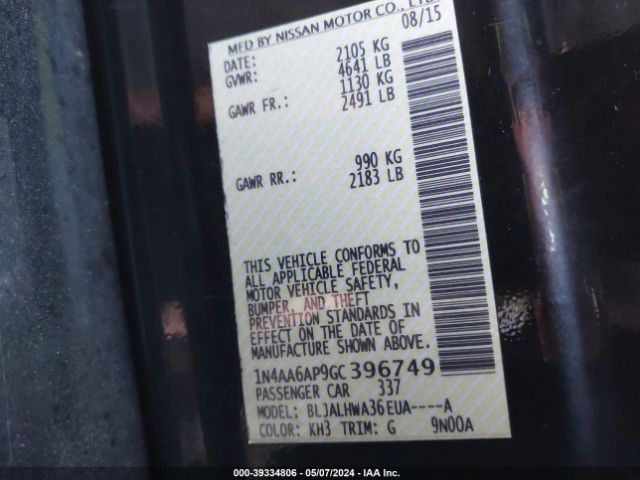 MFD BY NISSAN MOTOR CO., LTD.
DATE: 08/15
GVWR: 2105 KG
4641 LB
GAWR FR.: 1130 KG
2491 LB
GAWR RR.: 990 KG
2183 LB
THIS VEHICLE CONFORMS TO
ALL APPLICABLE FEDERAL
MOTOR VEHICLE SAFETY,
BUMPER, AND THEFT
PREVENTION STANDARDS IN
EFFECT ON THE DATE OF
MANUFACTURE SHOWN ABOVE.
1N4AA6AP9GC396749
PASSENGER CAR 337
MODEL: BLJALHWA36EUA----A
COLOR: KH3 TRIM: G 9N00A
000-39334806 - 05/07/2024 - IAA Inc.